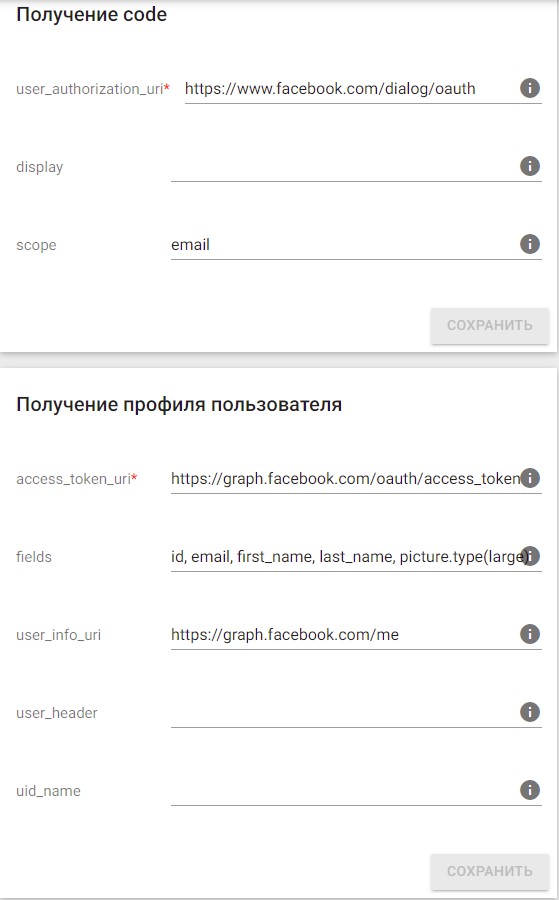 Получение code
user_authorization_uri* https://www.facebook.com/dialog/oauth
display
scope email
СОХРАНИТЬ
Получение профиля пользователя
access_token_uri* https://graph.facebook.com/oauth/access_token
fields id, email, first_name, last_name, picture.type(large)
user_info_uri https://graph.facebook.com/me
user_header
uid_name
СОХРАНИТЬ